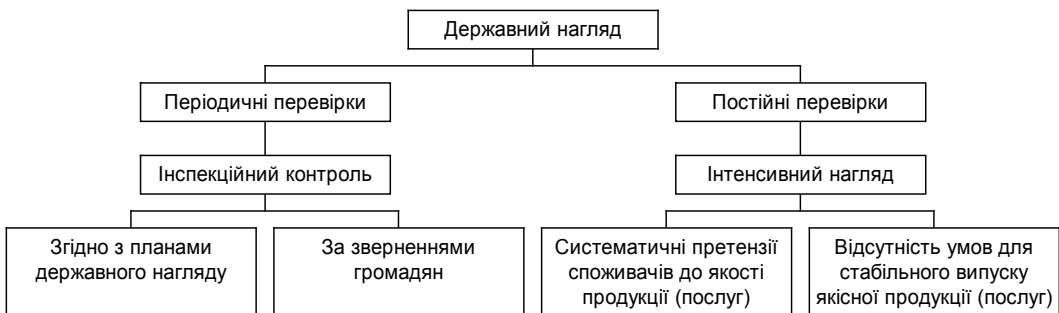 Державний нагляд
Періодичні перевірки
Постійні перевірки
Інспекційний контроль
Інтенсивний нагляд
Згідно з планами
державного нагляду
За зверненнями
громадян
Систематичні претензії
споживачів до якості
продукції (послуг)
Відсутність умов для
стабільного випуску
якісної продукції (послуг)